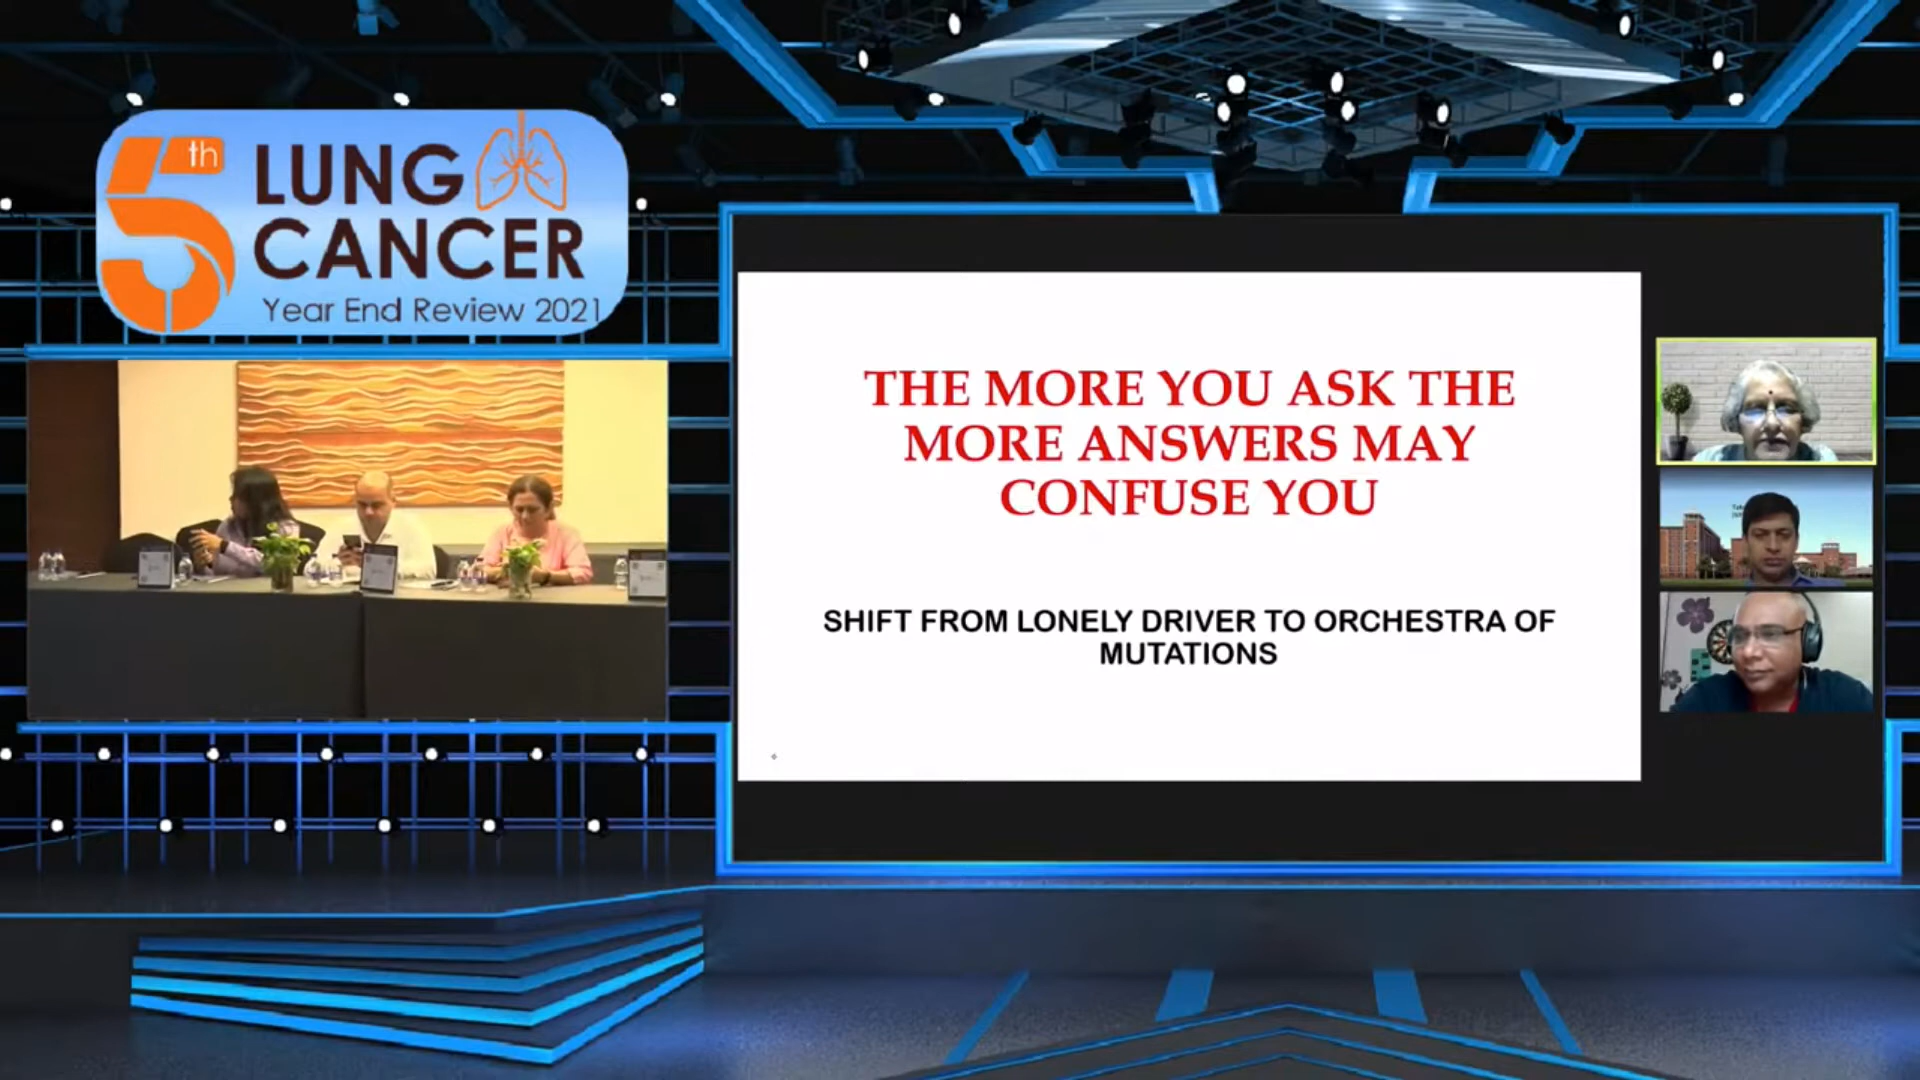 5th
LUNG
CANCER
Year End Review 2021
THE MORE YOU ASK THE
MORE ANSWERS MAY
CONFUSE YOU
SHIFT FROM LONELY DRIVER TO ORCHESTRA OF
MUTATIONS